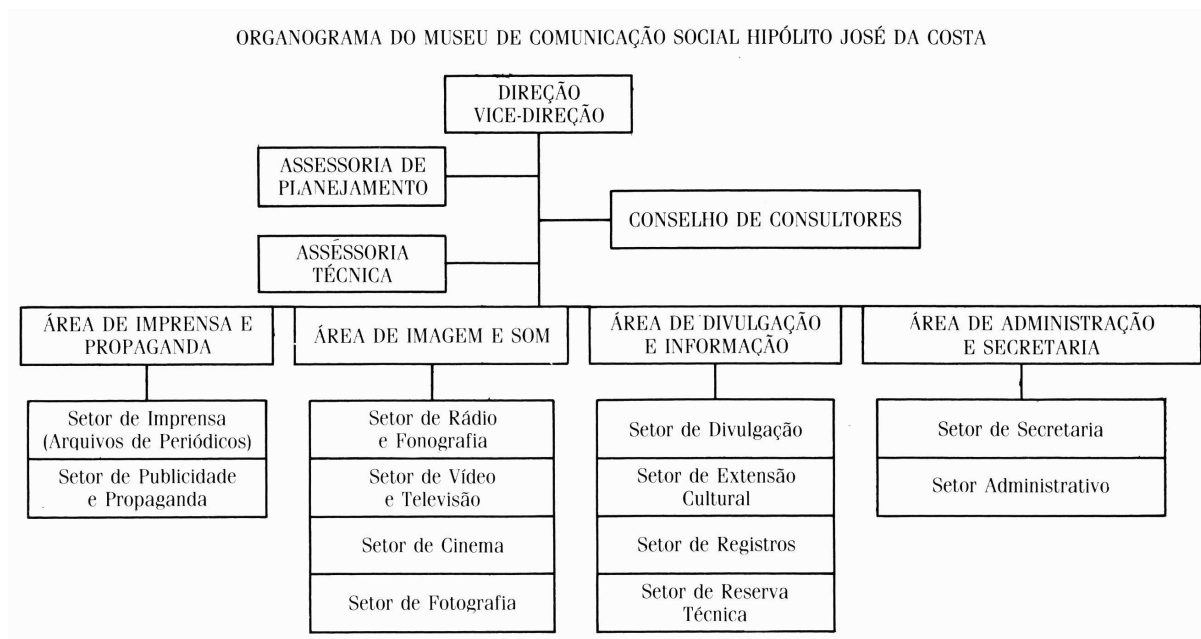 ORGANOGRAMA DO MUSEU DE COMUNICAÇÃO SOCIAL HIPÓLITO JOSÉ DA COSTA
DIREÇÃO
VICE-DIREÇÃO
ASSESSORIA DE
PLANEJAMENTO
CONSELHO DE CONSULTORES
ASSESSORIA
TÉCNICA
ÁREA DE IMPRENSA E
PROPAGANDA
ÁREA DE IMAGEM E SOM
ÁREA DE DIVULGAÇÃO
E INFORMAÇÃO
ÁREA DE ADMINISTRAÇÃO
E SECRETARIA
Setor de Imprensa
(Arquivos de Periódicos)
Setor de Publicidade
e Propaganda
Setor de Rádio
e Fonografia
Setor de Vídeo
e Televisão
Setor de Cinema
Setor de Fotografia
Setor de Divulgação
Setor de Extensão
Cultural
Setor de Registros
Setor de Reserva
Técnica
Setor de Secretaria
Setor Administrativo